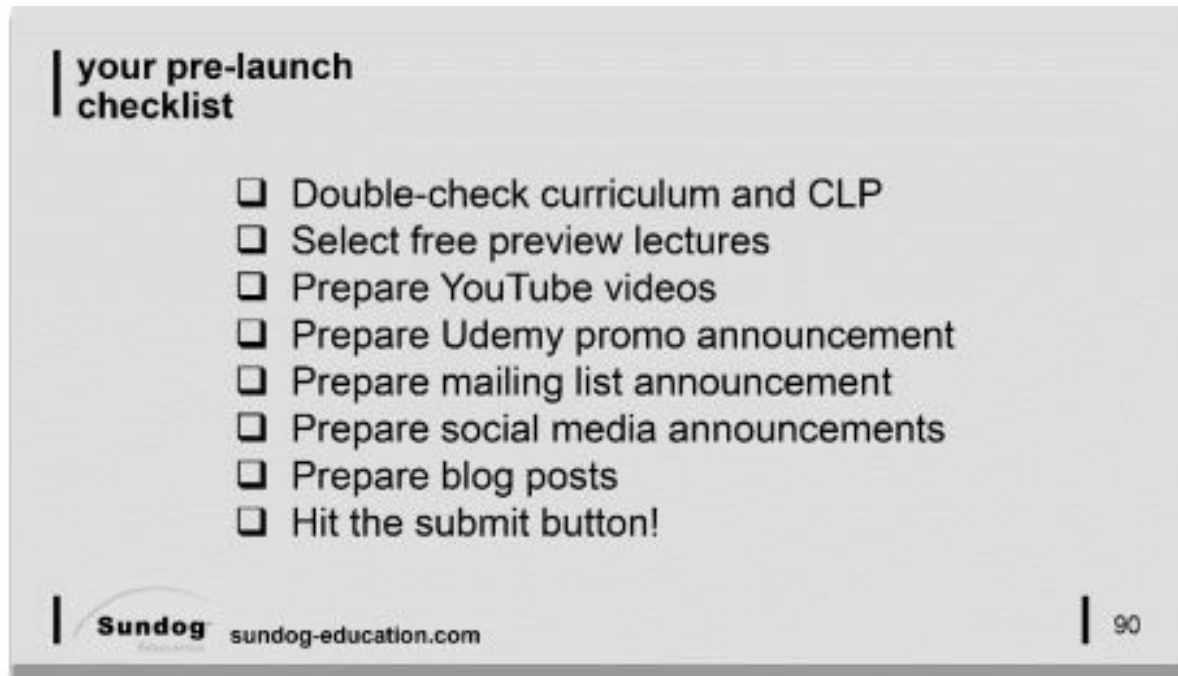 your pre-launch
checklist
❑ Double-check curriculum and CLP
❑ Select free preview lectures
❑ Prepare YouTube videos
❑ Prepare Udemy promo announcement
❑ Prepare mailing list announcement
❑ Prepare social media announcements
❑ Prepare blog posts
❑ Hit the submit button!
Sundog
Education
sundog-education.com
90